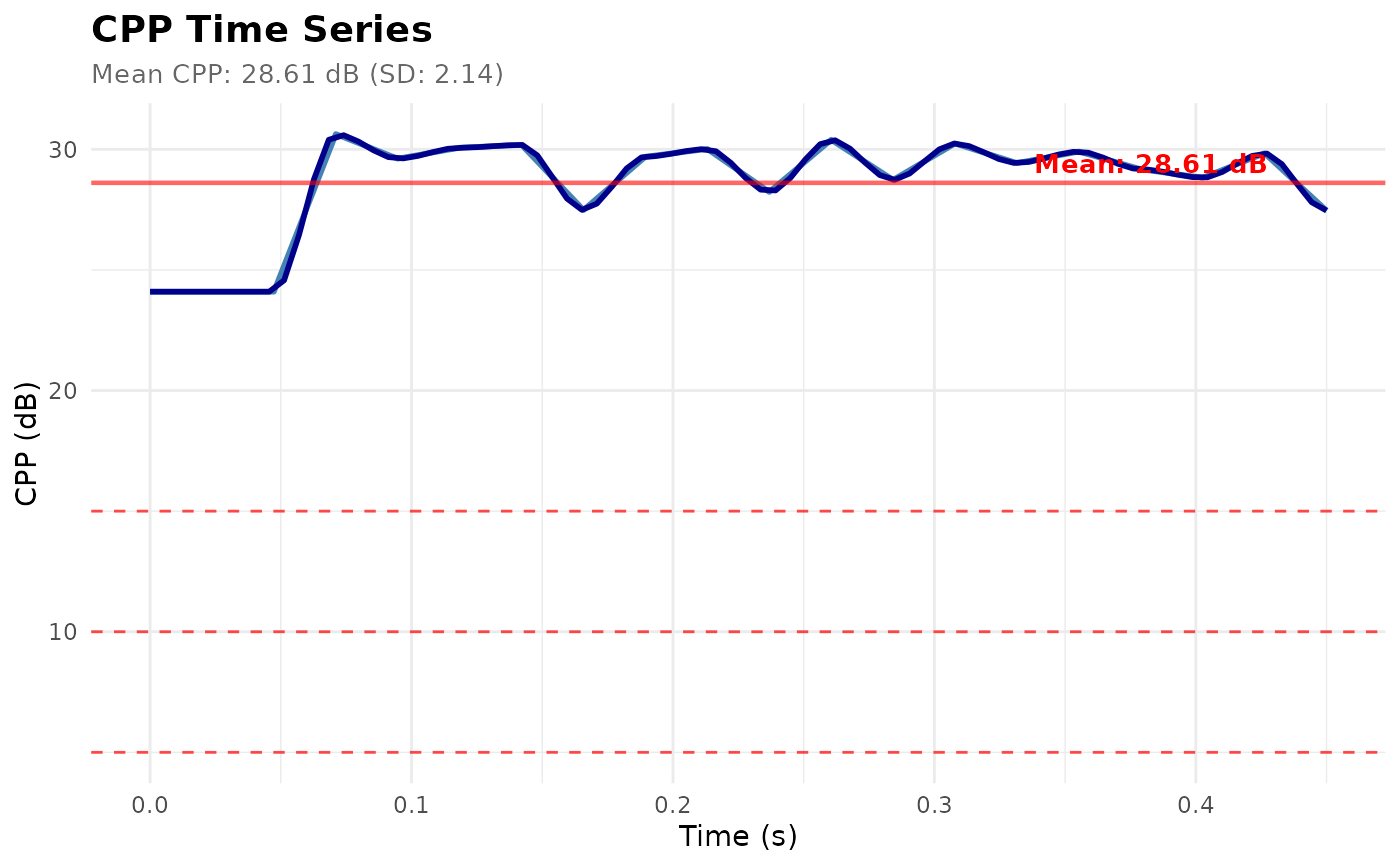 CPP Time Series
Mean CPP: 28.61 dB (SD: 2.14)
30
Mean: 28.61 dB
20
CPP (dB)
10
0.0 0.1 0.2 0.3 0.4
Time (s)